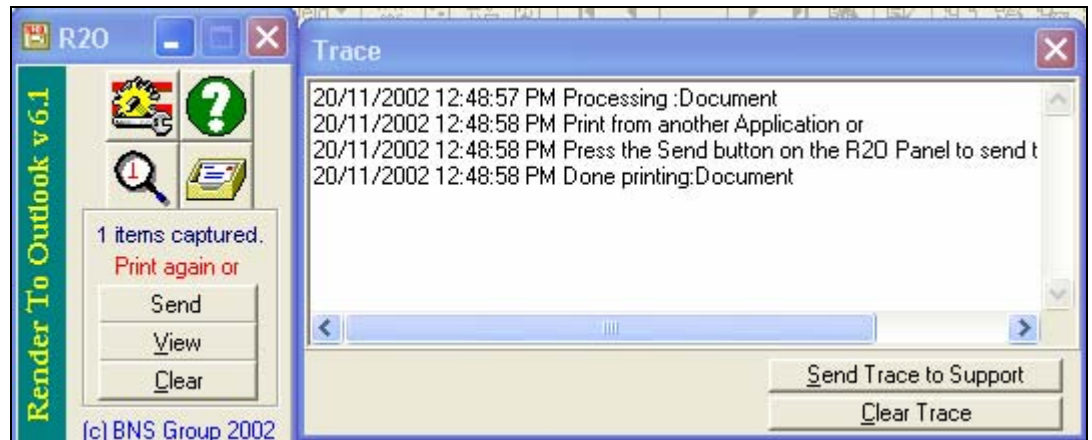 R2O
Render To Outlook v 6.1
1 items captured.
Print again or
Send
View
Clear
(c) BNS Group 2002
Trace
20/11/2002 12:48:57 PM Processing :Document
20/11/2002 12:48:58 PM Print from another Application or
20/11/2002 12:48:58 PM Press the Send button on the R2O Panel to send t
20/11/2002 12:48:58 PM Done printing:Document
Send Trace to Support
Clear Trace